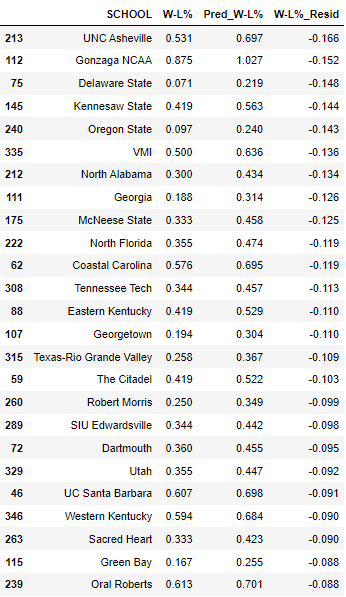 SCHOOL W-L% Pred_W-L% W-L%_Resid
213 UNC Asheville 0.531 0.697 -0.166
112 Gonzaga NCAA 0.875 1.027 -0.152
75 Delaware State 0.071 0.219 -0.148
145 Kennesaw State 0.419 0.563 -0.144
240 Oregon State 0.097 0.240 -0.143
335 VMI 0.500 0.636 -0.136
212 North Alabama 0.300 0.434 -0.134
111 Georgia 0.188 0.314 -0.126
175 McNeese State 0.333 0.458 -0.125
222 North Florida 0.355 0.474 -0.119
62 Coastal Carolina 0.576 0.695 -0.119
308 Tennessee Tech 0.344 0.457 -0.113
88 Eastern Kentucky 0.419 0.529 -0.110
107 Georgetown 0.194 0.304 -0.110
315 Texas-Rio Grande Valley 0.258 0.367 -0.109
59 The Citadel 0.419 0.522 -0.103
260 Robert Morris 0.250 0.349 -0.099
289 SIU Edwardsville 0.344 0.442 -0.098
72 Dartmouth 0.360 0.455 -0.095
329 Utah 0.355 0.447 -0.092
46 UC Santa Barbara 0.607 0.698 -0.091
346 Western Kentucky 0.594 0.684 -0.090
263 Sacred Heart 0.333 0.423 -0.090
115 Green Bay 0.167 0.255 -0.088
239 Oral Roberts 0.613 0.701 -0.088